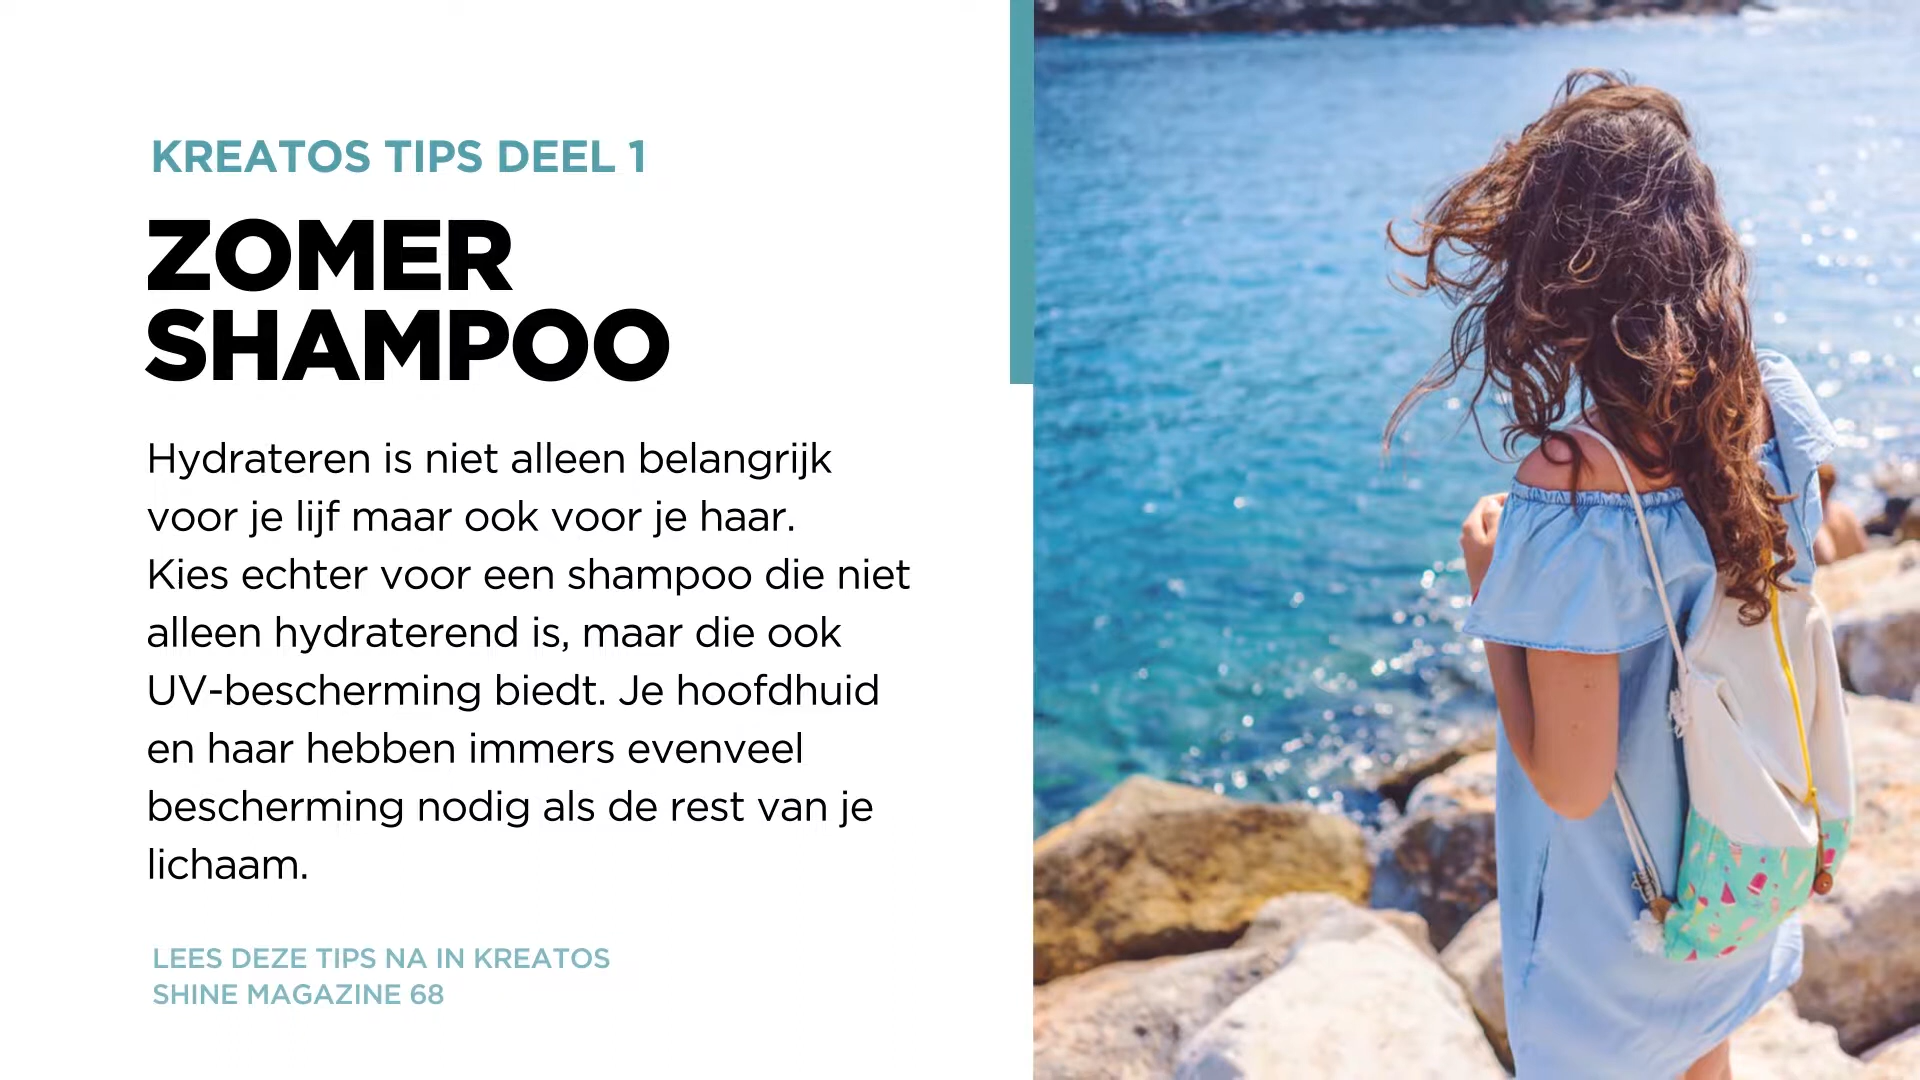 KREATOS TIPS DEEL 1
ZOMER
SHAMPOO
Hydrateren is niet alleen belangrijk
voor je lijf maar ook voor je haar.
Kies echter voor een shampoo die niet
alleen hydraterend is, maar die ook
UV-bescherming biedt. Je hoofdhuid
en haar hebben immers evenveel
bescherming nodig als de rest van je
lichaam.
LEES DEZE TIPS NA IN KREATOS
SHINE MAGAZINE 68